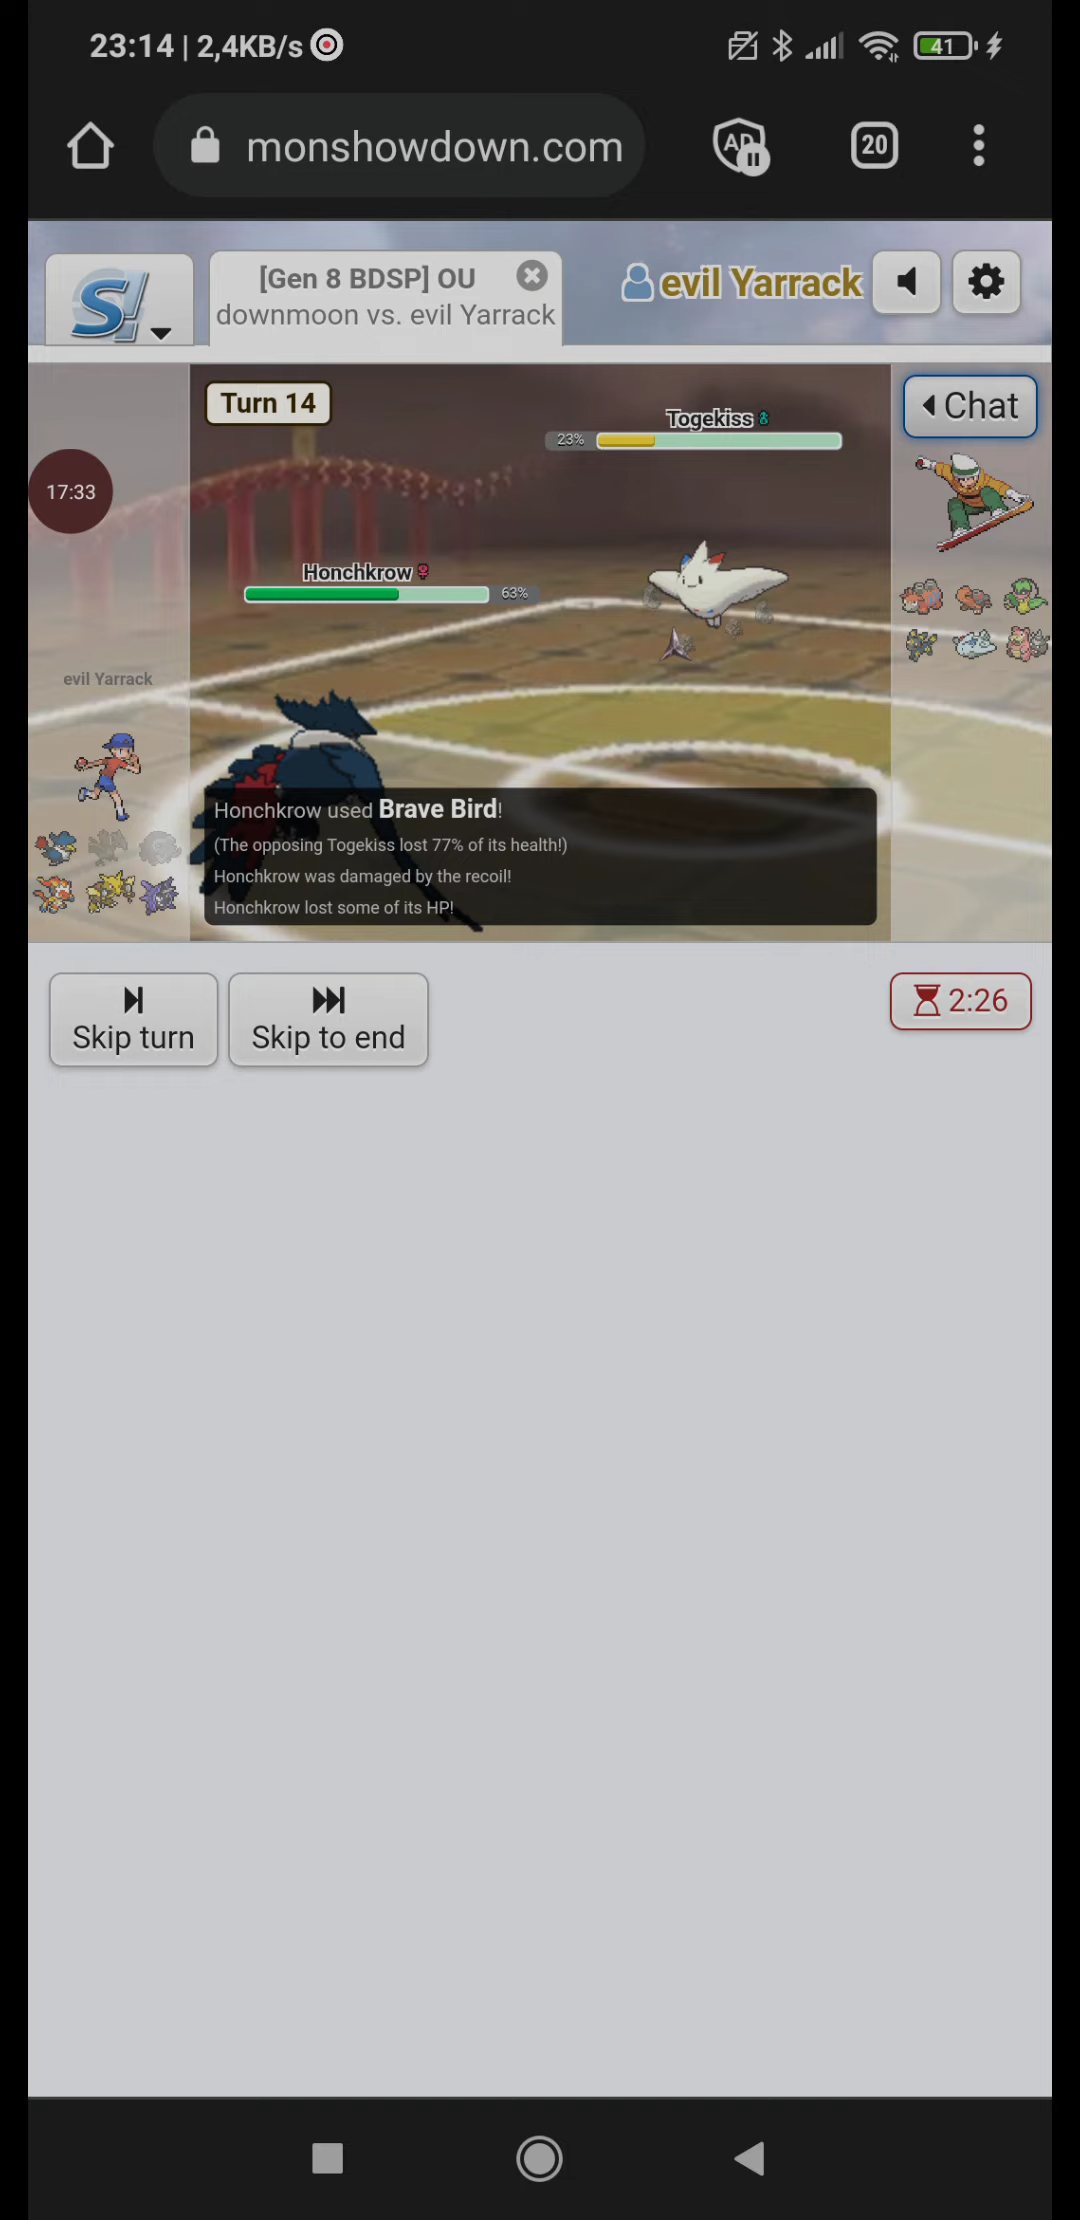 23:14 | 2,4KB/s
41
monshowdown.com
AD
20
S!
[Gen 8 BDSP] OU
downmoon vs. evil Yarrack
evil Yarrack
Turn 14
Togekiss
23%
Chat
17:33
Honchkrow
63%
evil Yarrack
Honchkrow used Brave Bird!
(The opposing Togekiss lost 77% of its health!)
Honchkrow was damaged by the recoil!
Honchkrow lost some of its HP!
Skip turn
Skip to end
2:26